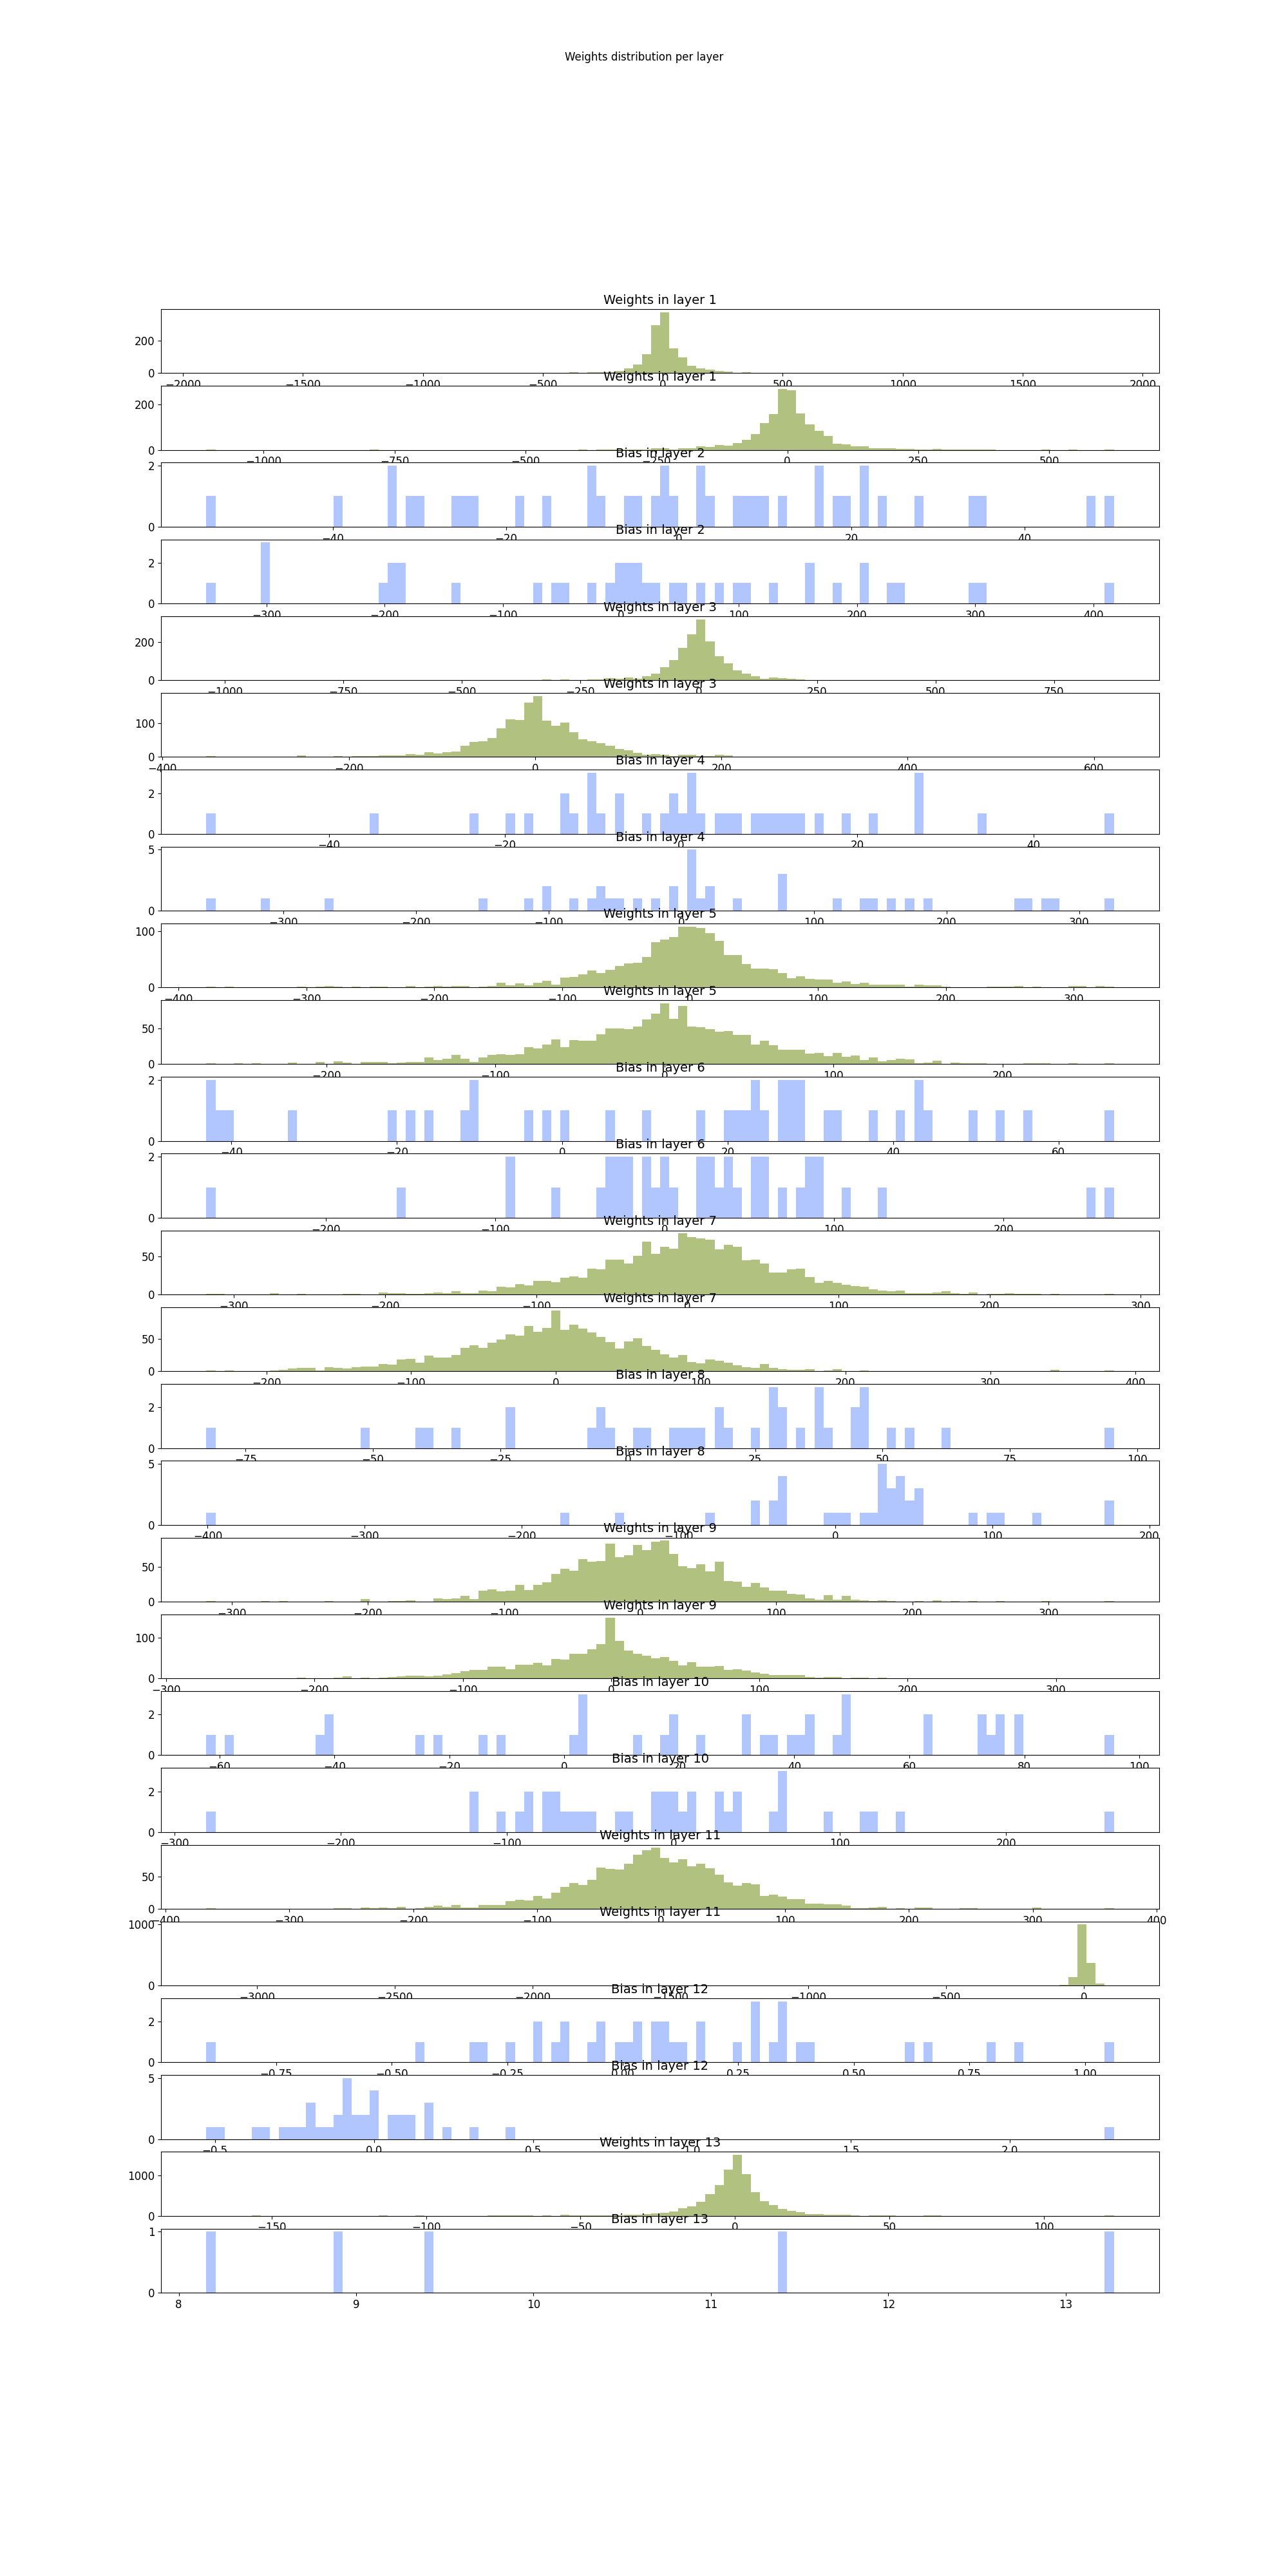 Weights distribution per layer
Weights in layer 1
200
0
−2000 −1500 −1000 −500 0 500 1000 1500 2000
Weights in layer 1
200
0
−1000 −750 −500 −250 0 250 500
Bias in layer 2
2
0
−40 −20 0 20 40
Bias in layer 2
2
0
−300 −200 −100 0 100 200 300 400
Weights in layer 3
200
0
−1000 −750 −500 −250 0 250 500 750
Weights in layer 3
100
0
−400 −200 0 200 400 600
Bias in layer 4
2
0
−40 −20 0 20 40
Bias in layer 4
5
0
−300 −200 −100 0 100 200 300
Weights in layer 5
100
0
−400 −300 −200 −100 0 100 200 300
Weights in layer 5
50
0
−200 −100 0 100 200
Bias in layer 6
2
0
−40 −20 0 20 40 60
Bias in layer 6
2
0
−200 −100 0 100 200
Weights in layer 7
50
0
−300 −200 −100 0 100 200 300
Weights in layer 7
50
0
−200 −100 0 100 200 300 400
Bias in layer 8
2
0
−75 −50 −25 0 25 50 75 100
Bias in layer 8
5
0
−400 −300 −200 −100 0 100 200
Weights in layer 9
50
0
−300 −200 −100 0 100 200 300
Weights in layer 9
100
0
−300 −200 −100 0 100 200 300
Bias in layer 10
2
0
−60 −40 −20 0 20 40 60 80 100
Bias in layer 10
2
0
−300 −200 −100 0 100 200
Weights in layer 11
50
0
−400 −300 −200 −100 0 100 200 300 400
Weights in layer 11
1000
0
−3000 −2500 −2000 −1500 −1000 −500 0
Bias in layer 12
2
0
−0.75 −0.50 −0.25 0.00 0.25 0.50 0.75 1.00
Bias in layer 12
5
0
−0.5 0.0 0.5 1.0 1.5 2.0
Weights in layer 13
1000
0
−150 −100 −50 0 50 100
Bias in layer 13
1
0
8 9 10 11 12 13